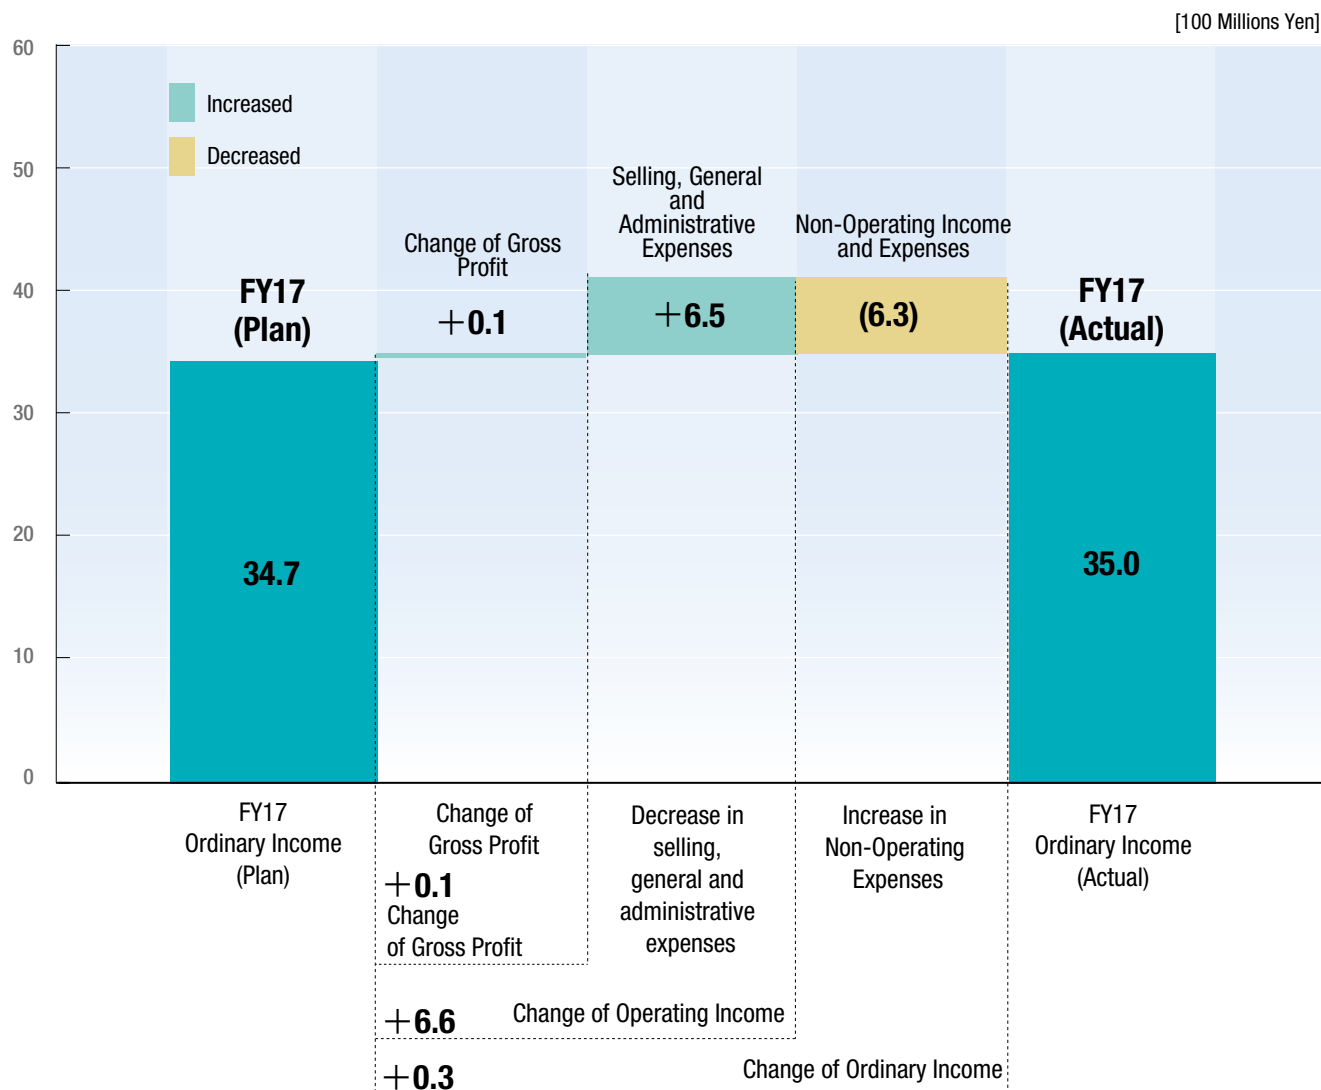 [100 Millions Yen]
60
50
40
30
20
10
0
Increased
Decreased
FY17
(Plan)
34.7
Change of Gross
Profit
+0.1
Selling, General
and
Administrative
Expenses
+6.5
Non-Operating Income
and Expenses
(6.3)
FY17
(Actual)
35.0
FY17
Ordinary Income
(Plan)
Change of
Gross Profit
+0.1
Change
of Gross Profit
Decrease in
selling,
general and
administrative
expenses
Increase in
Non-Operating
Expenses
FY17
Ordinary Income
(Actual)
+6.6 Change of Operating Income
+0.3 Change of Ordinary Income